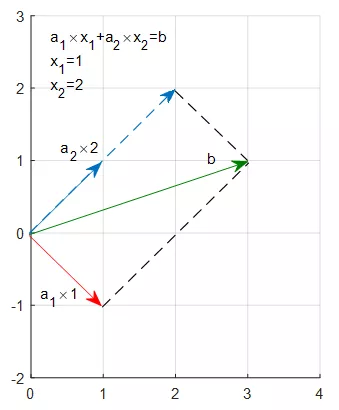 3
a₁×x₁+a₂×x₂=b
x₁=1
x₂=2
2
a₂×2
b
1
0
a₁×1
-1
-2
0 1 2 3 4